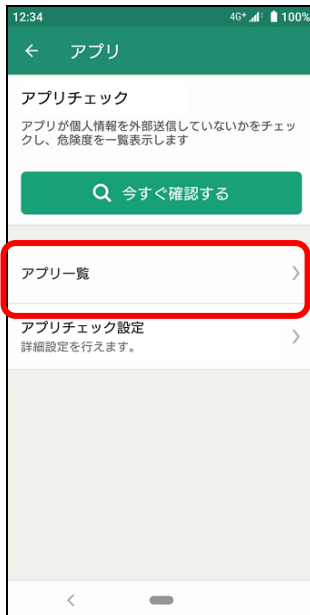 12:34 4G+ 100%
アプリ
アプリチェック
アプリが個人情報を外部送信していないかをチェッ
クし、危険度を一覧表示します
今すぐ確認する
アプリ一覧
アプリチェック設定
詳細設定を行えます。